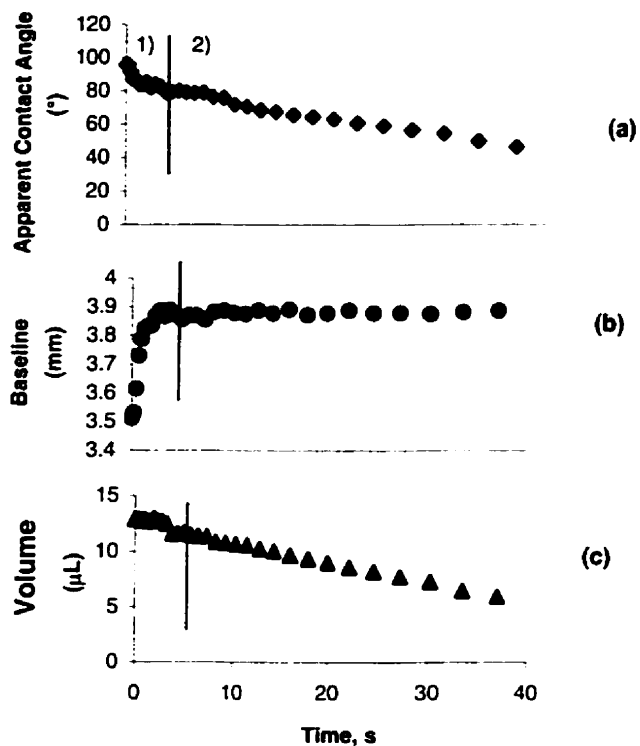 1) 2)
Apparent Contact Angle
(°)
120
100
80
60
40
20
0
(a)
Baseline
(mm)
4
3.9
3.8
3.7
3.6
3.5
3.4
(b)
Volume
(µL)
15
10
5
0
(c)
0 10 20 30 40
Time, s